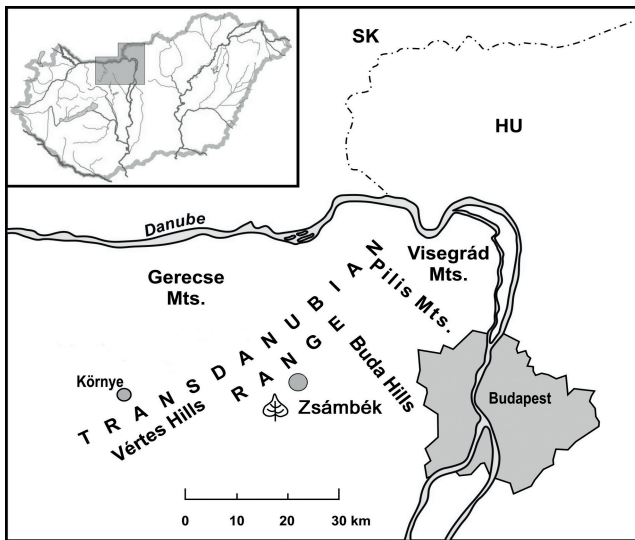 SK
HU
Danube
Gerecse
Mts.
Visegrád
Mts.
Pilis Mts.
TRANSDANUBIAN
RANGE
Környe
Vértes Hills
Buda Hills
Zsámbék
Budapest
0 10 20 30 km